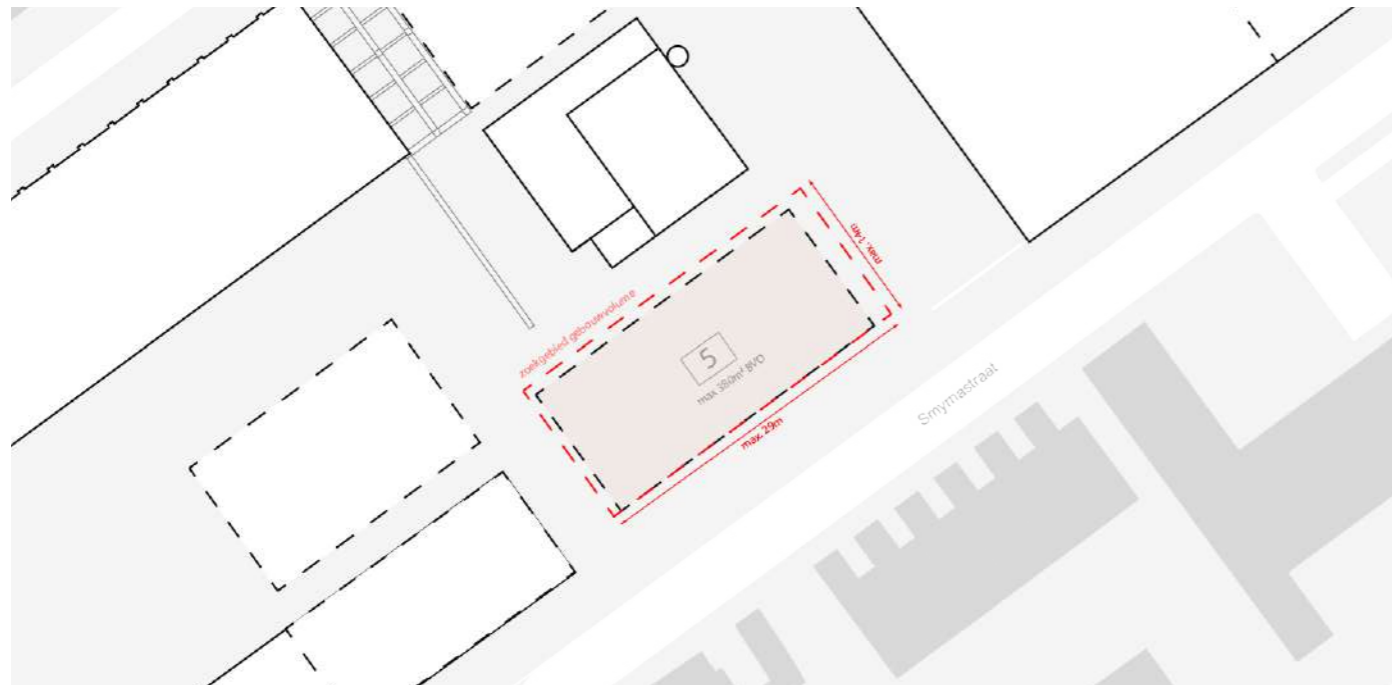 max. 14m
zoekgebied gebouwvolume
5
max 380m² BVO
max. 29m
Smyrnastraat